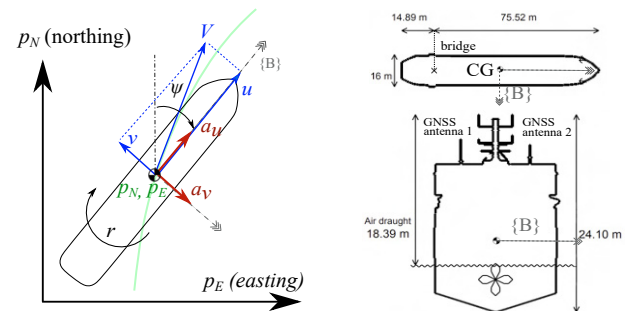 p_N (northing)
V
{B}
ψ
u
v
a_u
p_N, p_E
a_v
r
p_E (easting)
14.89 m
75.52 m
bridge
16 m
CG
{B}
GNSS
antenna 1
GNSS
antenna 2
Air draught
18.39 m
{B}
24.10 m